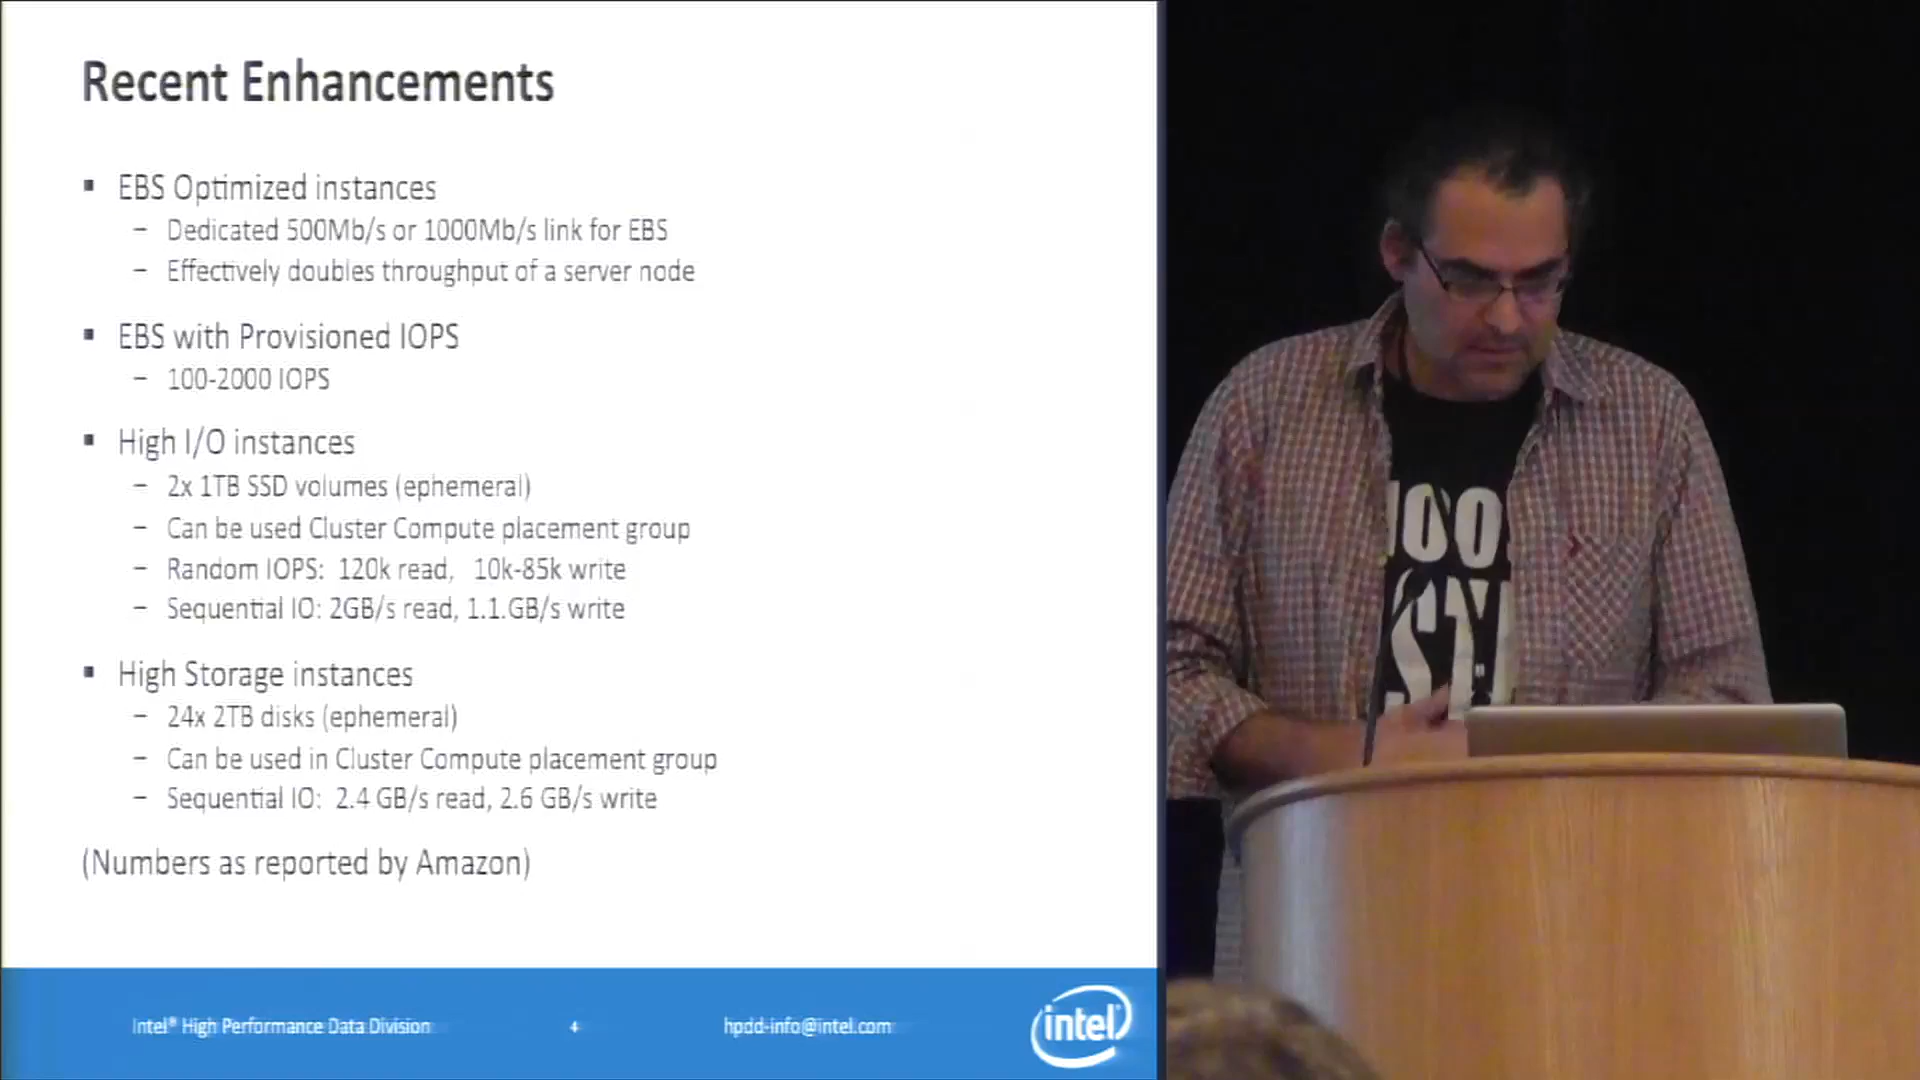 Recent Enhancements
▪ EBS Optimized instances
– Dedicated 500Mb/s or 1000Mb/s link for EBS
– Effectively doubles throughput of a server node
▪ EBS with Provisioned IOPS
– 100-2000 IOPS
▪ High I/O instances
– 2x 1TB SSD volumes (ephemeral)
– Can be used Cluster Compute placement group
– Random IOPS: 120k read, 10k-85k write
– Sequential IO: 2GB/s read, 1.1.GB/s write
▪ High Storage instances
– 24x 2TB disks (ephemeral)
– Can be used in Cluster Compute placement group
– Sequential IO: 2.4 GB/s read, 2.6 GB/s write
(Numbers as reported by Amazon)
Intel® High Performance Data Division 4 hpdd-info@intel.com intel